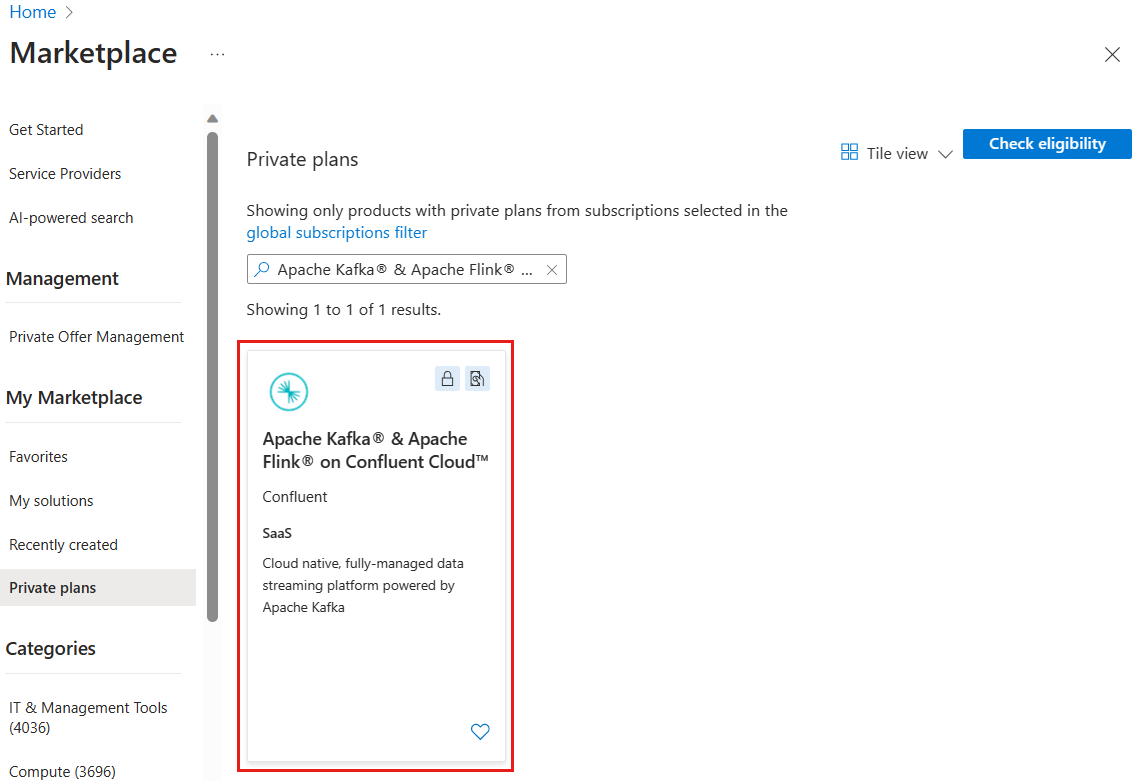 Home
Marketplace
...
Get Started
Service Providers
AI-powered search
Management
Private Offer Management
My Marketplace
Favorites
My solutions
Recently created
Private plans
Categories
IT & Management Tools
(4036)
Compute (3696)
Private plans
Tile view
Check eligibility
Showing only products with private plans from subscriptions selected in the
global subscriptions filter
Apache Kafka® & Apache Flink® ...
Showing 1 to 1 of 1 results.
Apache Kafka® & Apache
Flink® on Confluent Cloud™
Confluent
SaaS
Cloud native, fully-managed data
streaming platform powered by
Apache Kafka